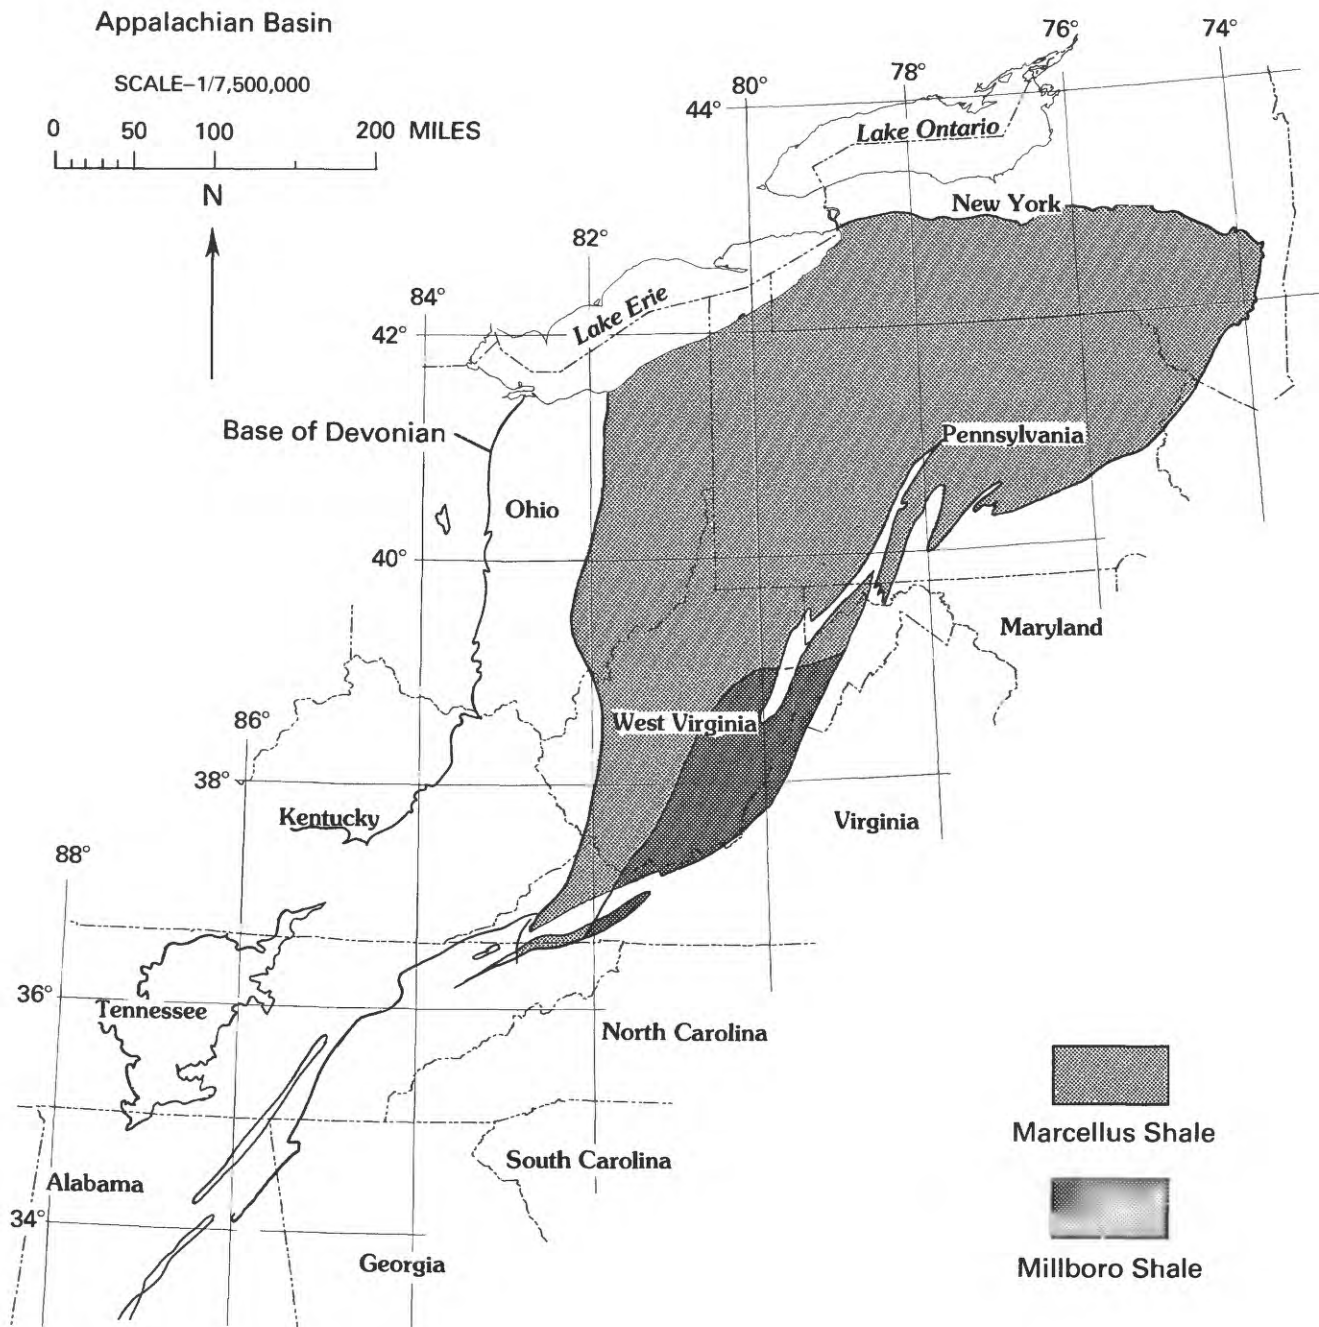 Appalachian Basin
SCALE–1/7,500,000
0 50 100 200 MILES
N
76° 74°
80° 78°
44°
Lake Ontario
New York
82°
84°
Lake Erie
42°
Base of Devonian
Pennsylvania
Ohio
40°
Maryland
86°
West Virginia
38°
Kentucky
Virginia
88°
36°
Tennessee
North Carolina
Marcellus Shale
South Carolina
Alabama
34°
Georgia
Millboro Shale